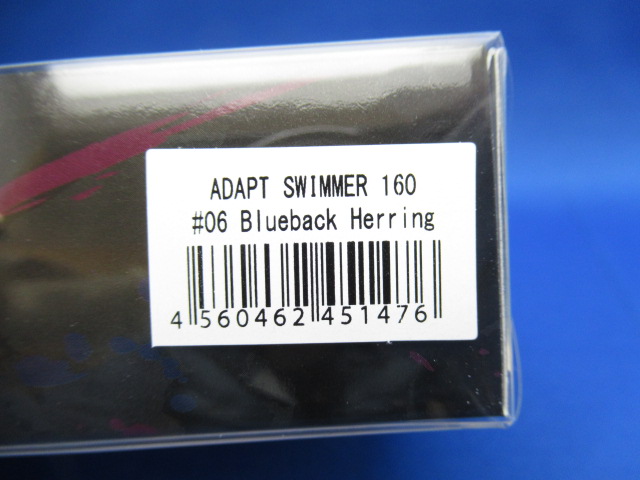 ADAPT SWIMMER 160
#06 Blueback Herring
4 560462 451476